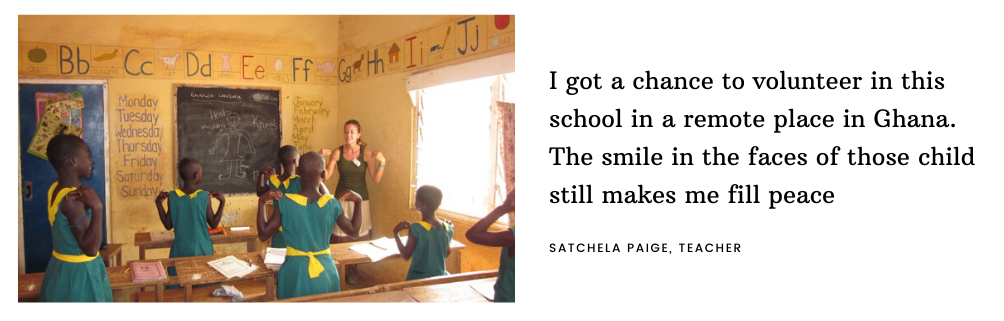 Bb Cc Dd Ee Ff Gg Hh Ii Jj
Monday
Tuesday
Wednesday
Thursday
Friday
Saturday
Sunday
January
February
March
April
May
I got a chance to volunteer in this
school in a remote place in Ghana.
The smile in the faces of those child
still makes me fill peace
SATCHELA PAIGE, TEACHER